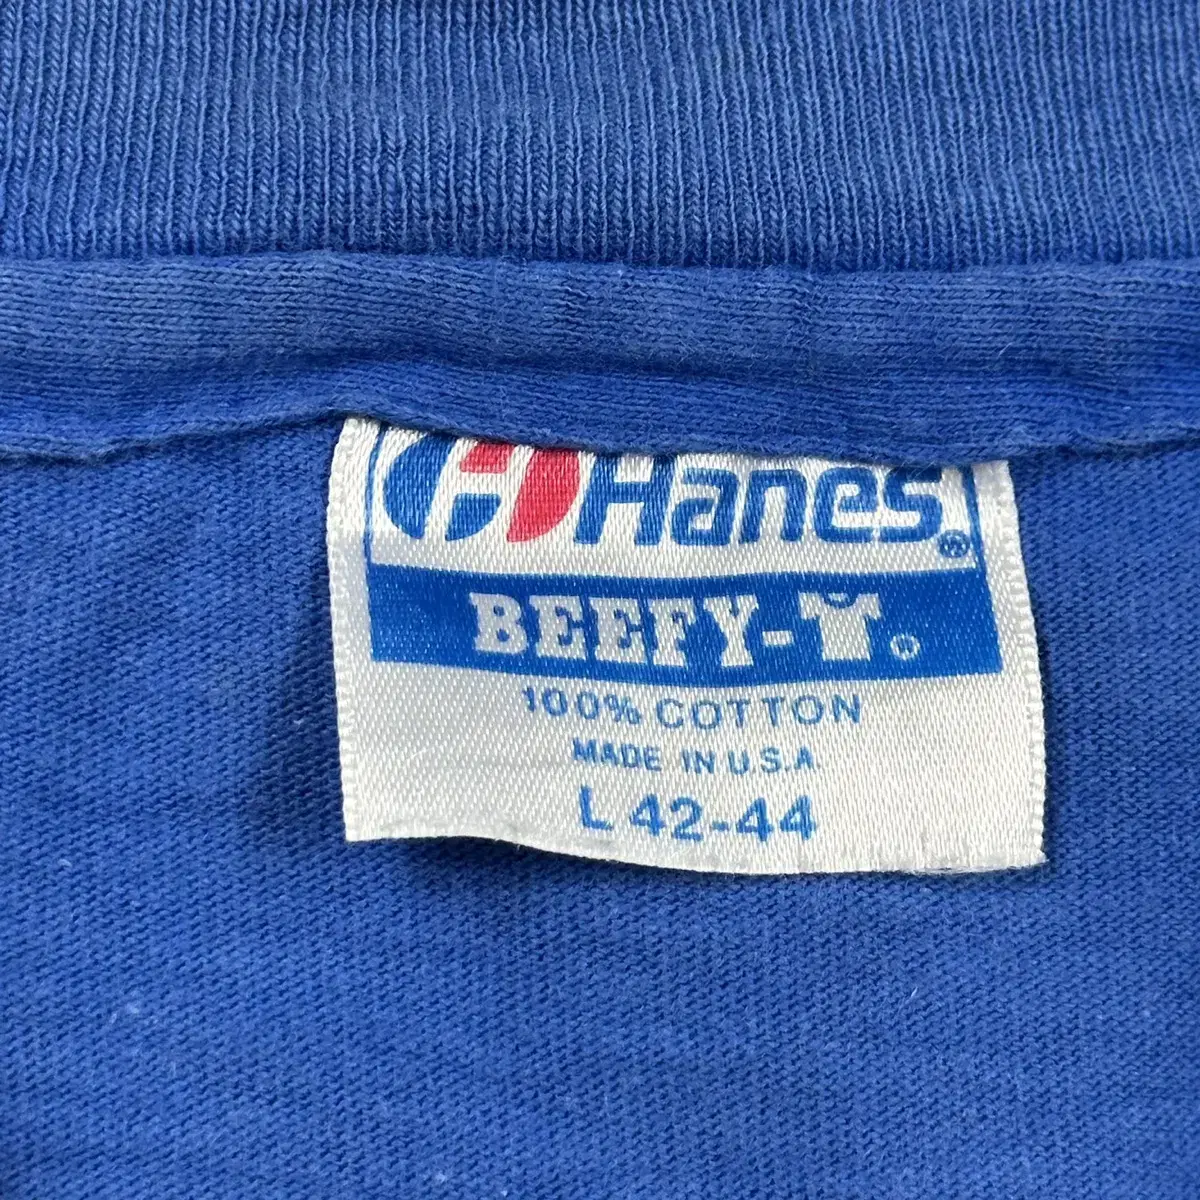 Hanes®
BEEFY-T®
100% COTTON
MADE IN U.S.A
L 42-44